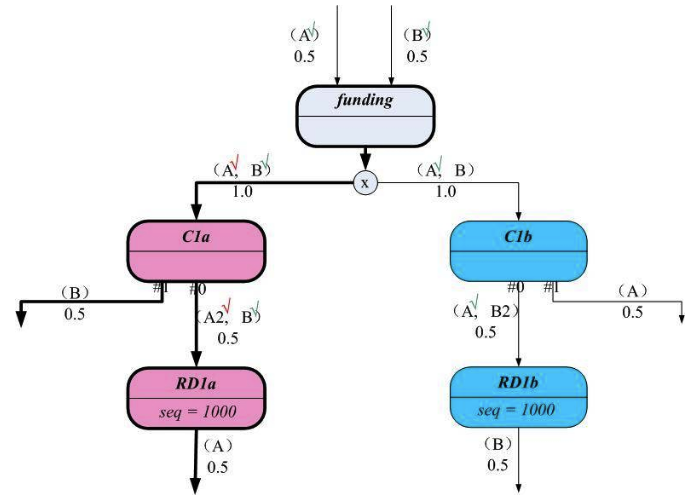 (A√) (B√)
0.5 0.5
funding
(A√, B√) (A√, B)
1.0 x 1.0
C1a C1b
#1 #0 #0 #1
(B) (A)
0.5 0.5
(A2√, B√) (A√, B2)
0.5 0.5
RD1a RD1b
seq = 1000 seq = 1000
(A) (B)
0.5 0.5